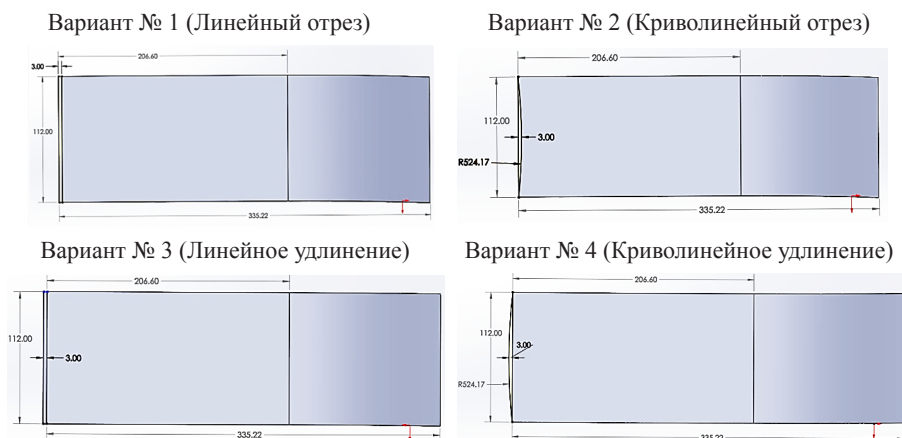 Вариант № 1 (Линейный отрез)
206.60
3.00
112.00
335.22
Вариант № 2 (Криволинейный отрез)
206.60
112.00
3.00
R524.17
335.22
Вариант № 3 (Линейное удлинение)
206.60
112.00
3.00
335.22
Вариант № 4 (Криволинейное удлинение)
206.60
112.00
3.00
R524.17
335.22